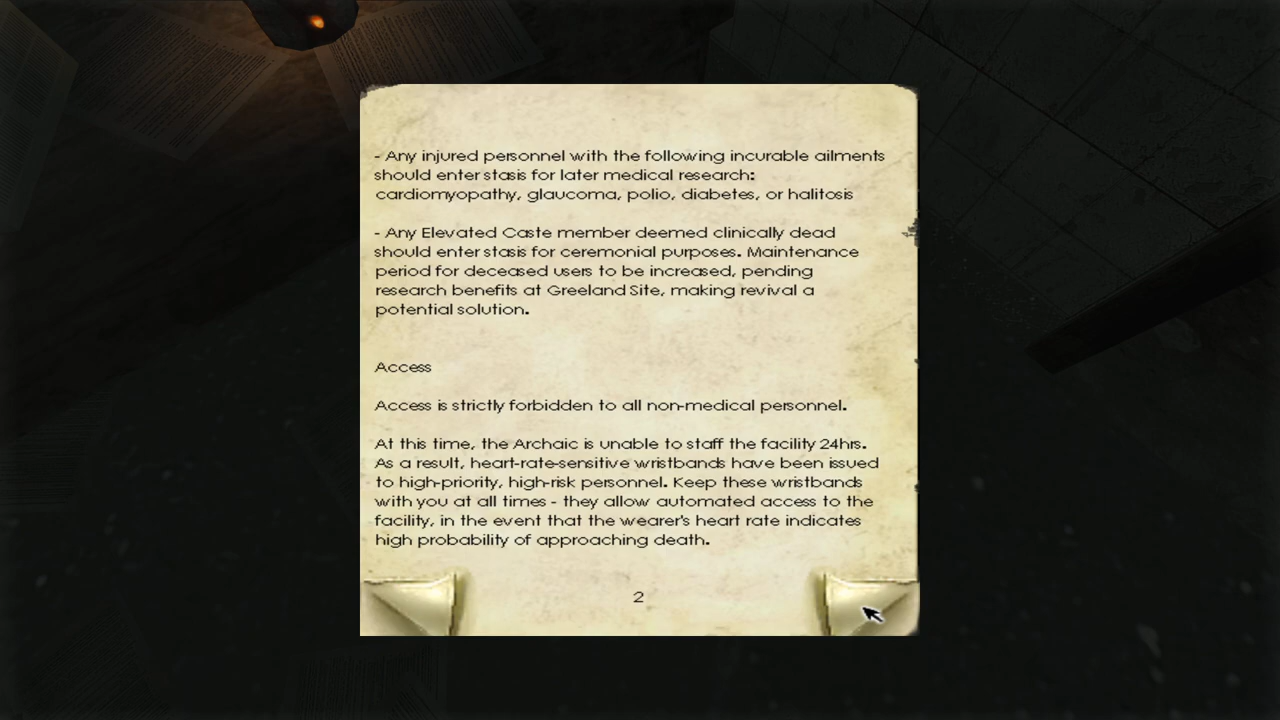 - Any injured personnel with the following incurable ailments
should enter stasis for later medical research:
cardiomyopathy, glaucoma, polio, diabetes, or halitosis
- Any Elevated Caste member deemed clinically dead
should enter stasis for ceremonial purposes. Maintenance
period for deceased users to be increased, pending
research benefits at Greeland Site, making revival a
potential solution.
Access
Access is strictly forbidden to all non-medical personnel.
At this time, the Archaic is unable to staff the facility 24hrs.
As a result, heart-rate-sensitive wristbands have been issued
to high-priority, high-risk personnel. Keep these wristbands
with you at all times - they allow automated access to the
facility, in the event that the wearer's heart rate indicates
high probability of approaching death.
2